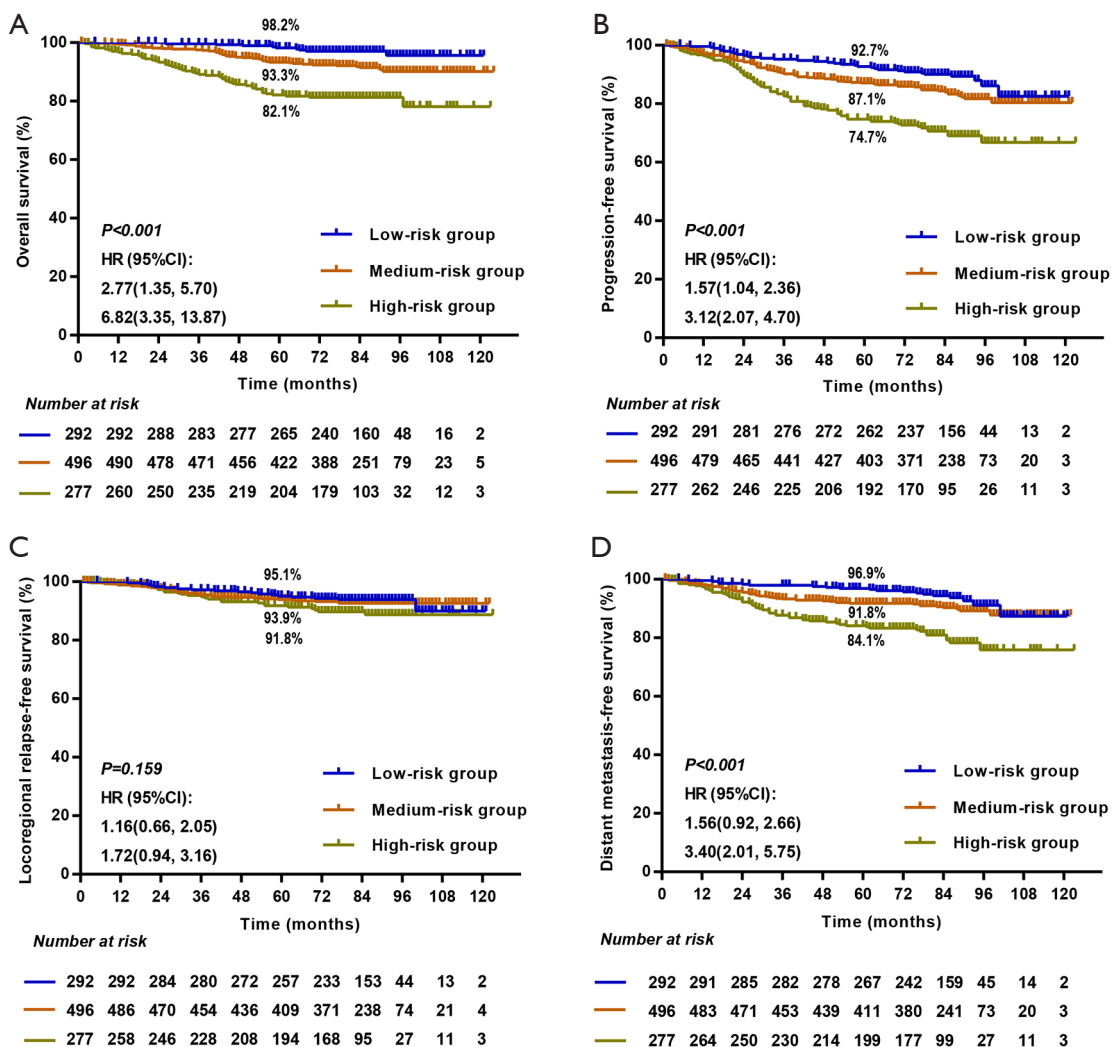 A
Overall survival (%)
100
80
60
40
20
0
98.2%
93.3%
82.1%
P<0.001
HR (95%CI):
2.77(1.35, 5.70)
6.82(3.35, 13.87)
Low-risk group
Medium-risk group
High-risk group
0 12 24 36 48 60 72 84 96 108 120
Time (months)
Number at risk
292 292 288 283 277 265 240 160 48 16 2
496 490 478 471 456 422 388 251 79 23 5
277 260 250 235 219 204 179 103 32 12 3
B
Progression-free survival (%)
100
80
60
40
20
0
92.7%
87.1%
74.7%
P<0.001
HR (95%CI):
1.57(1.04, 2.36)
3.12(2.07, 4.70)
Low-risk group
Medium-risk group
High-risk group
0 12 24 36 48 60 72 84 96 108 120
Time (months)
Number at risk
292 291 281 276 272 262 237 156 44 13 2
496 479 465 441 427 403 371 238 73 20 3
277 262 246 225 206 192 170 95 26 11 3
C
Locoregional relapse-free survival (%)
100
80
60
40
20
0
95.1%
93.9%
91.8%
P=0.159
HR (95%CI):
1.16(0.66, 2.05)
1.72(0.94, 3.16)
Low-risk group
Medium-risk group
High-risk group
0 12 24 36 48 60 72 84 96 108 120
Time (months)
Number at risk
292 292 284 280 272 257 233 153 44 13 2
496 486 470 454 436 409 371 238 74 21 4
277 258 246 228 208 194 168 95 27 11 3
D
Distant metastasis-free survival (%)
100
80
60
40
20
0
96.9%
91.8%
84.1%
P<0.001
HR (95%CI):
1.56(0.92, 2.66)
3.40(2.01, 5.75)
Low-risk group
Medium-risk group
High-risk group
0 12 24 36 48 60 72 84 96 108 120
Time (months)
Number at risk
292 291 285 282 278 267 242 159 45 14 2
496 483 471 453 439 411 380 241 73 20 3
277 264 250 230 214 199 177 99 27 11 3